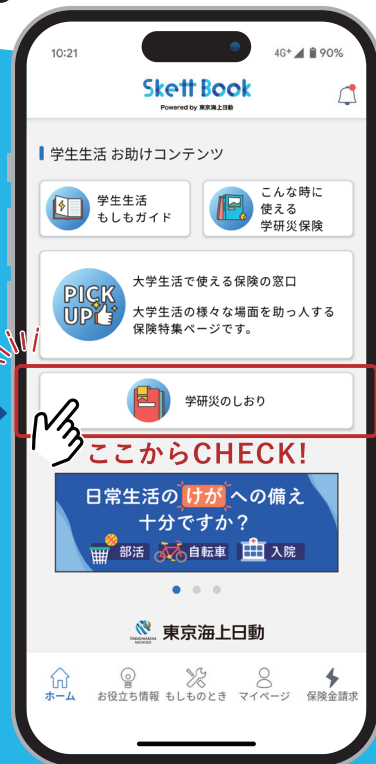 10:21
4G+ 90%
Skett Book
Powered by 東京海上日動
学生生活 お助けコンテンツ
学生生活
もしもガイド
こんな時に
使える
学研災保険
PICK
UP
大学生活で使える保険の窓口
大学生活の様々な場面を助っ人する
保険特集ページです。
学研災のしおり
ここからCHECK!
日常生活の けが への備え
十分ですか?
部活 自転車 入院
東京海上日動
ホーム お役立ち情報 もしものとき マイページ 保険金請求